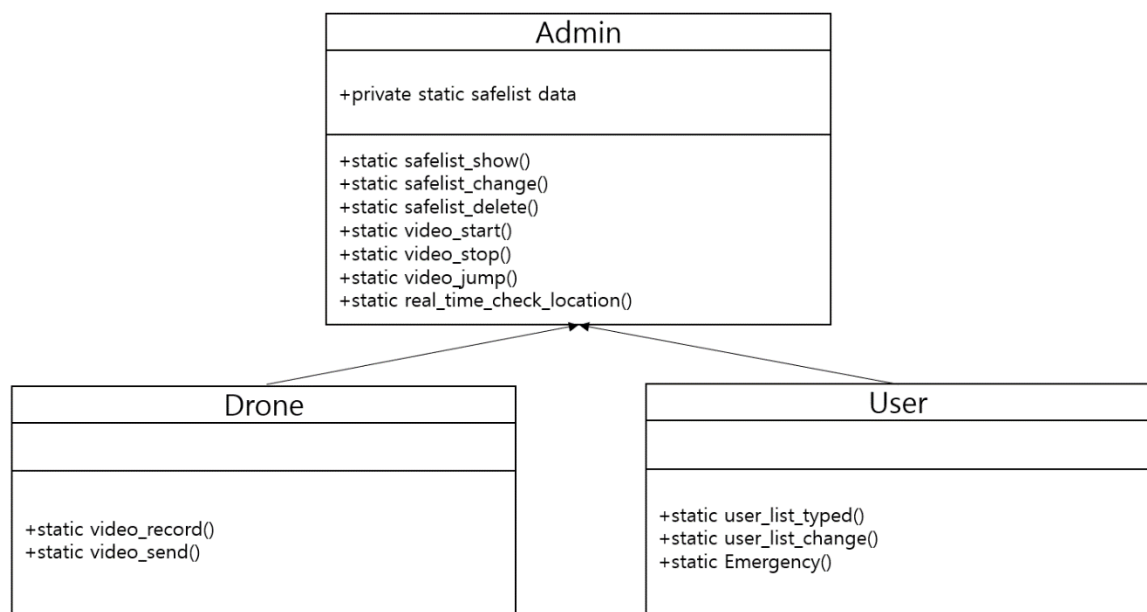 Admin
+private static safelist data
+static safelist_show()
+static safelist_change()
+static safelist_delete()
+static video_start()
+static video_stop()
+static video_jump()
+static real_time_check_location()
Drone
+static video_record()
+static video_send()
User
+static user_list_typed()
+static user_list_change()
+static Emergency()